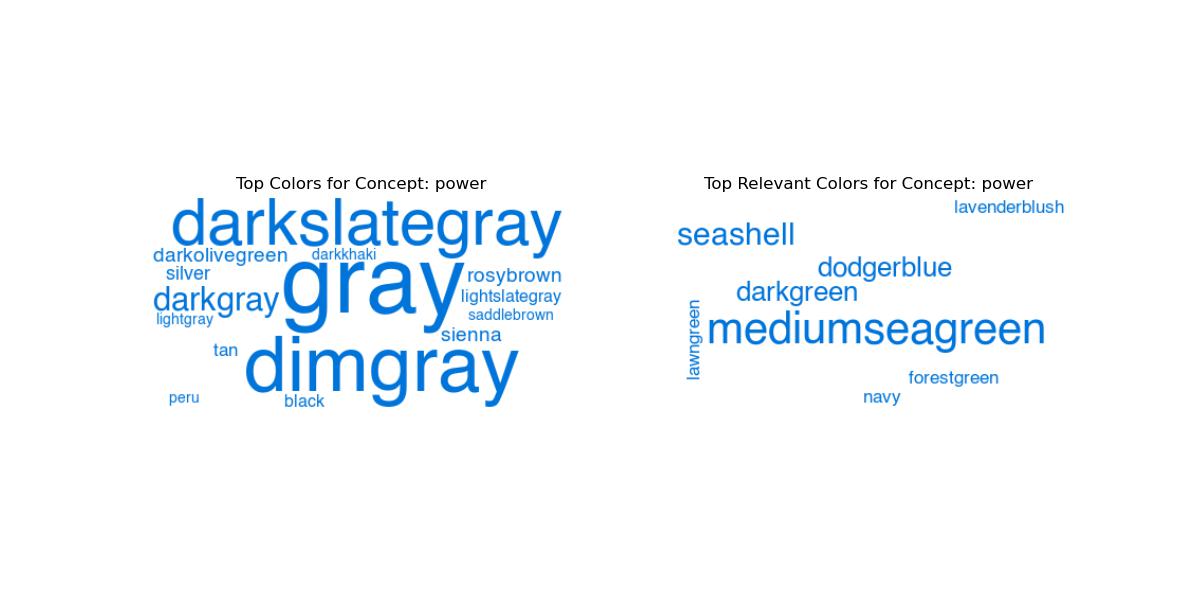 Top Colors for Concept: power
darkslategray
darkolivegreen
darkkhaki
silver
gray
rosybrown
darkgray
lightslategray
lightgray
saddlebrown
sienna
tan
dimgray
peru
black
Top Relevant Colors for Concept: power
lavenderblush
seashell
dodgerblue
darkgreen
lawngreen
mediumseagreen
forestgreen
navy